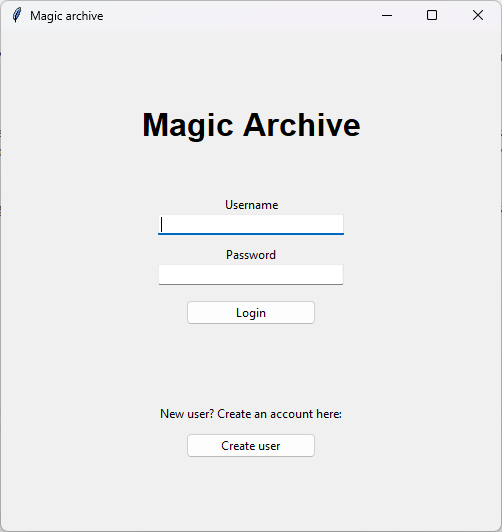 Magic archive
Magic Archive
Username
Password
Login
New user? Create an account here:
Create user